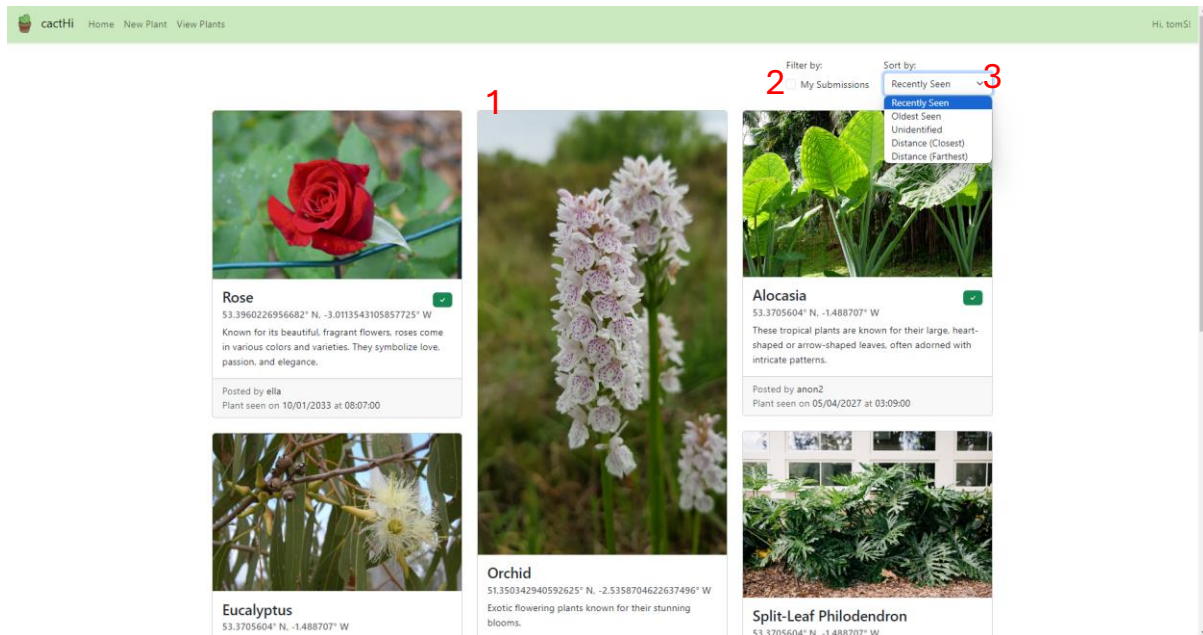 cactHi Home New Plant View Plants Hi, tomS!
Filter by: Sort by:
2 My Submissions Recently Seen 3
Recently Seen
Oldest Seen
Unidentified
Distance (Closest)
Distance (Farthest)
1
Rose
53.3960226956682° N, -3.0113543105857725° W
Known for its beautiful, fragrant flowers, roses come
in various colors and varieties. They symbolize love,
passion, and elegance.
Posted by ella
Plant seen on 10/01/2033 at 08:07:00
Eucalyptus
53.3705604° N, -1.488707° W
Orchid
51.350342940592625° N, -2.5358704622637496° W
Exotic flowering plants known for their stunning
blooms.
Alocasia
53.3705604° N, -1.488707° W
These tropical plants are known for their large, heart-
shaped or arrow-shaped leaves, often adorned with
intricate patterns.
Posted by anon2
Plant seen on 05/04/2027 at 03:09:00
Split-Leaf Philodendron
53.3705604° N, -1.488707° W